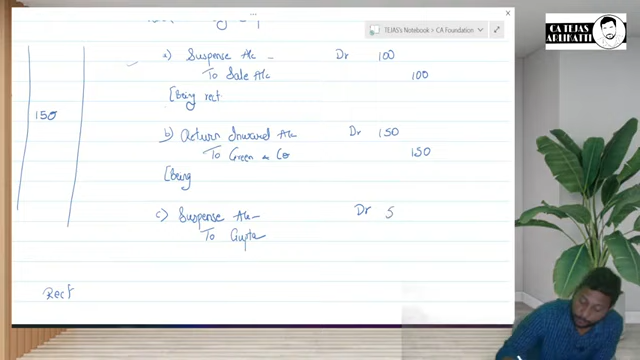 TEJAS's Notebook > CA Foundation
CA TEJAS
ARLIKATTI
a) Suspense A/c - Dr 100
To Sale A/c 100
[Being rect
150
b) Return Inward A/c Dr 150
To Green & Co 150
[Being
c) Suspense A/c Dr 5
To Gupta
Rect